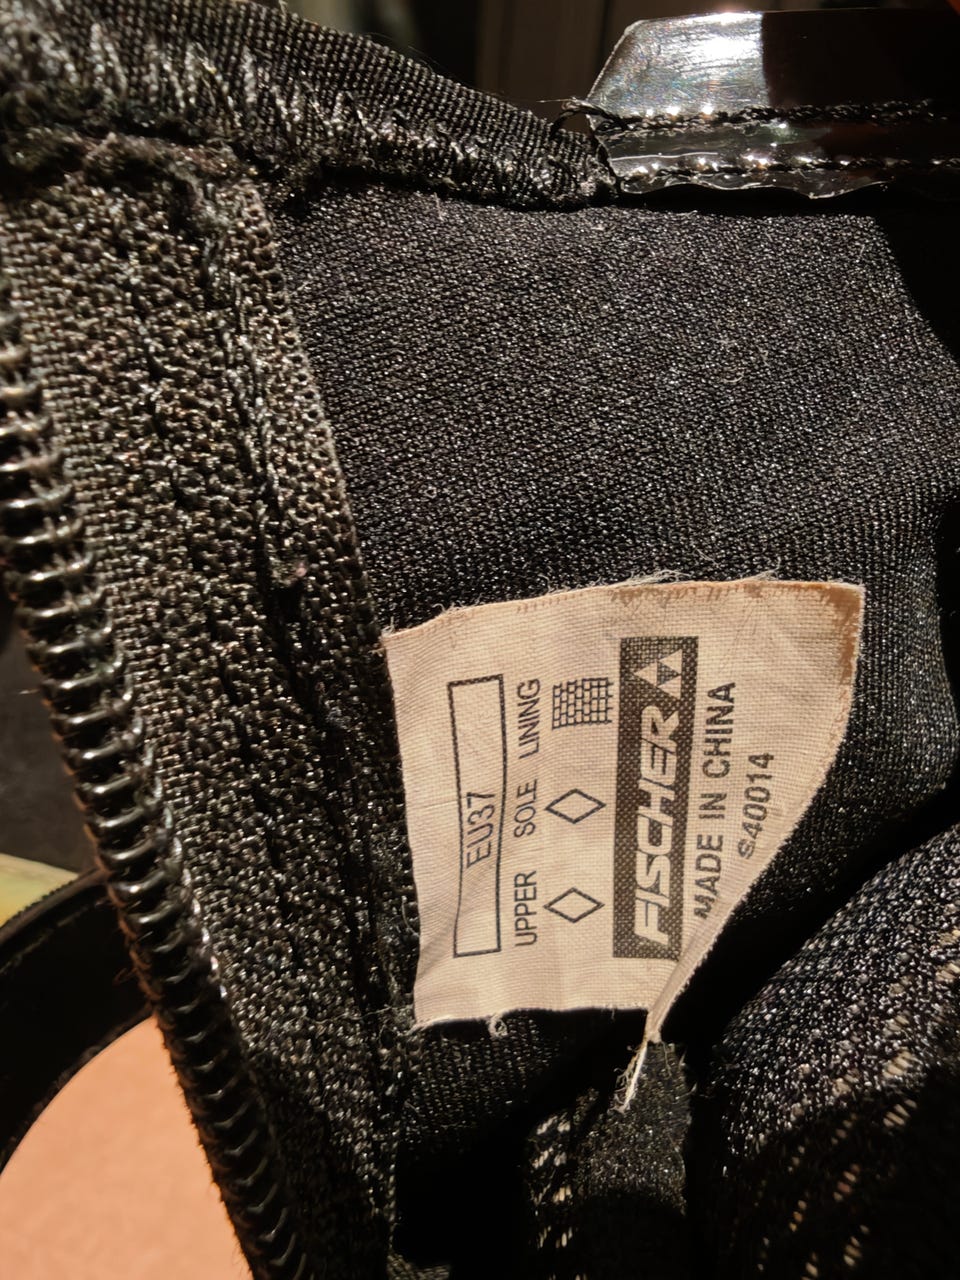 EU37
UPPER SOLE LINING
FISCHER
MADE IN CHINA
S40014